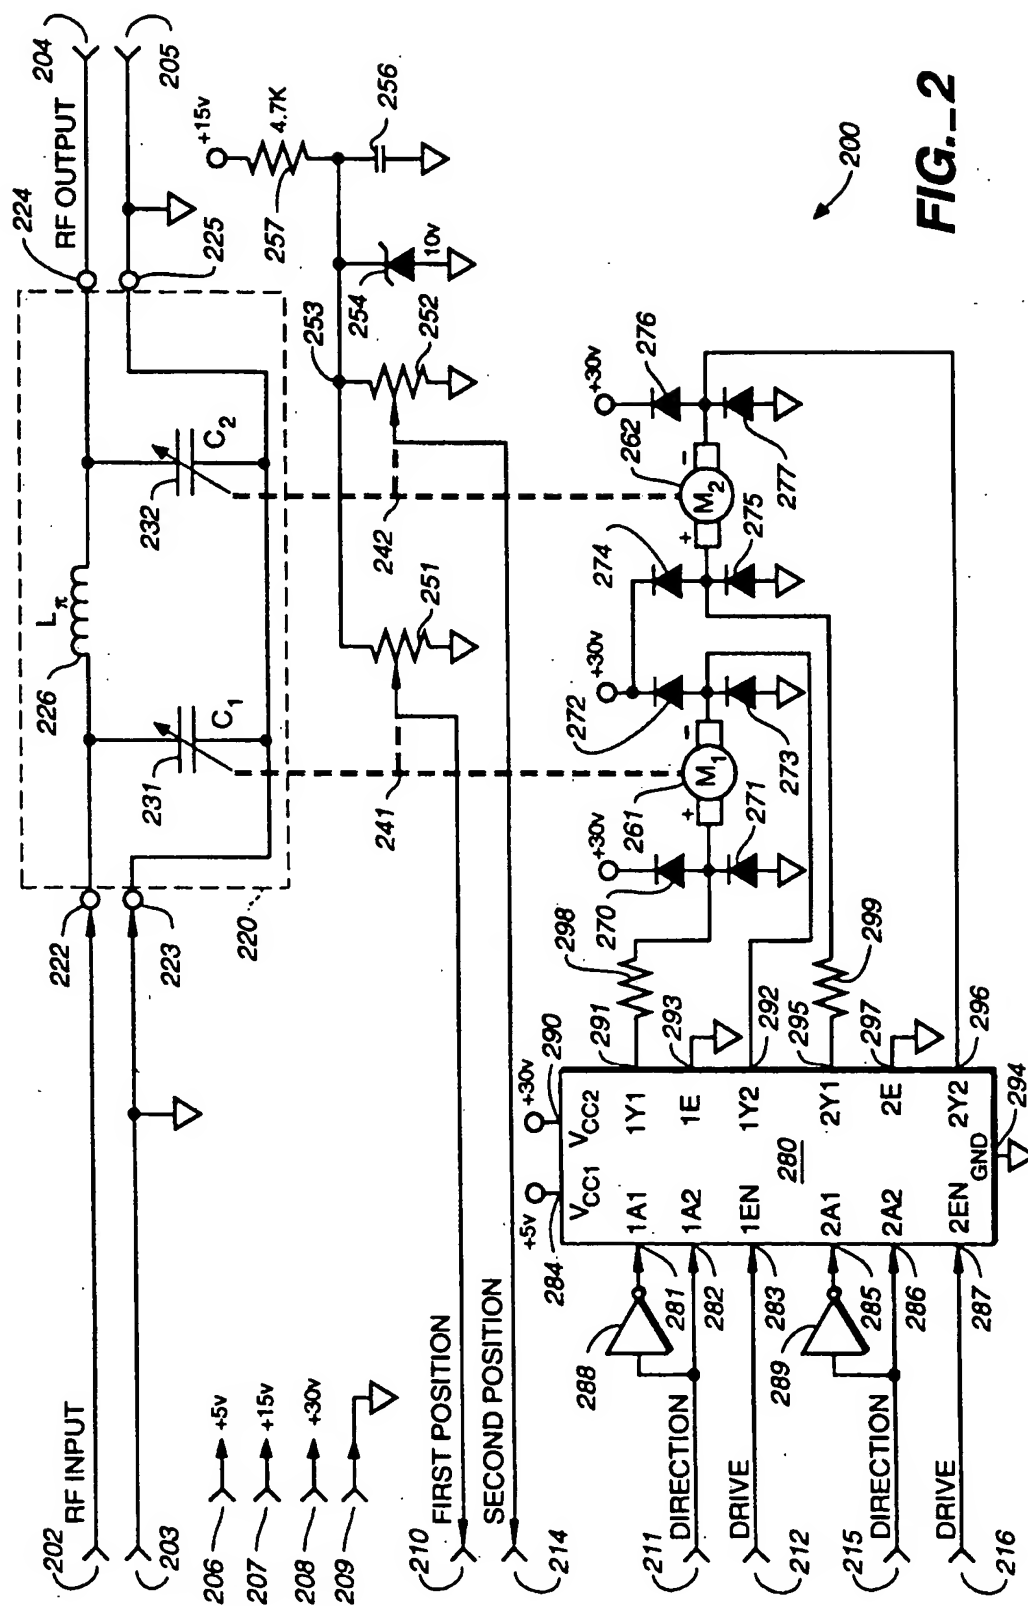 204
205
RF OUTPUT
224
225
226
Lπ
C1
231
C2
232
222
223
220
RF INPUT
202
203
+15v
4.7K
257
256
253
254
10v
252
251
242
241
206
+5v
207
+15v
208
+30v
209
FIRST POSITION
210
SECOND POSITION
214
+30v
276
262
M2
+
-
277
274
275
+30v
272
273
261
M1
+
-
+30v
270
271
298
299
+5v
284
+30v
290
VCC1
VCC2
1A1
1Y1
291
1A2
1E
293
1EN
1Y2
292
280
2A1
2Y1
295
2A2
2E
297
2EN
2Y2
296
GND
294
281
282
283
285
286
287
288
289
211
DIRECTION
212
DRIVE
215
DIRECTION
216
DRIVE
200
FIG._2